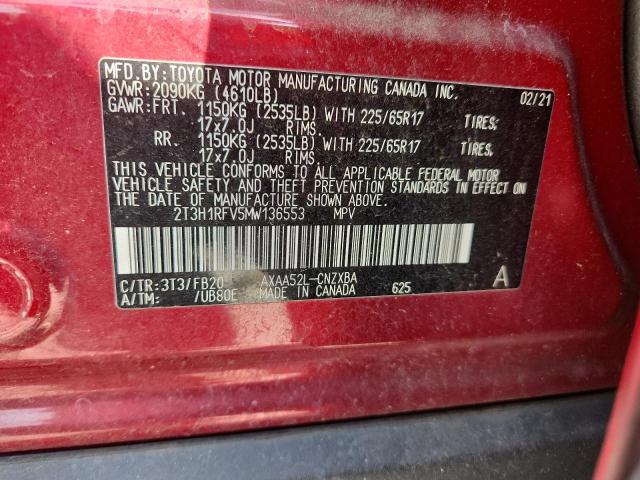 MFD.BY: TOYOTA MOTOR MANUFACTURING CANADA INC. 02/21
GVWR: 2090KG (4610LB)
GAWR: FRT. 1150KG (2535LB) WITH 225/65R17 TIRES,
17x7.0J RIMS.
RR. 1150KG (2535LB) WITH 225/65R17 TIRES,
17x7.0J RIMS.
THIS VEHICLE CONFORMS TO ALL APPLICABLE FEDERAL MOTOR
VEHICLE SAFETY AND THEFT PREVENTION STANDARDS IN EFFECT ON
THE DATE OF MANUFACTURE SHOWN ABOVE.
2T3H1RFV5MW136553 MPV
C/TR: 3T3/FB20 AXAA52L-CNZXBA
A/TM: /UB80E MADE IN CANADA 625 A